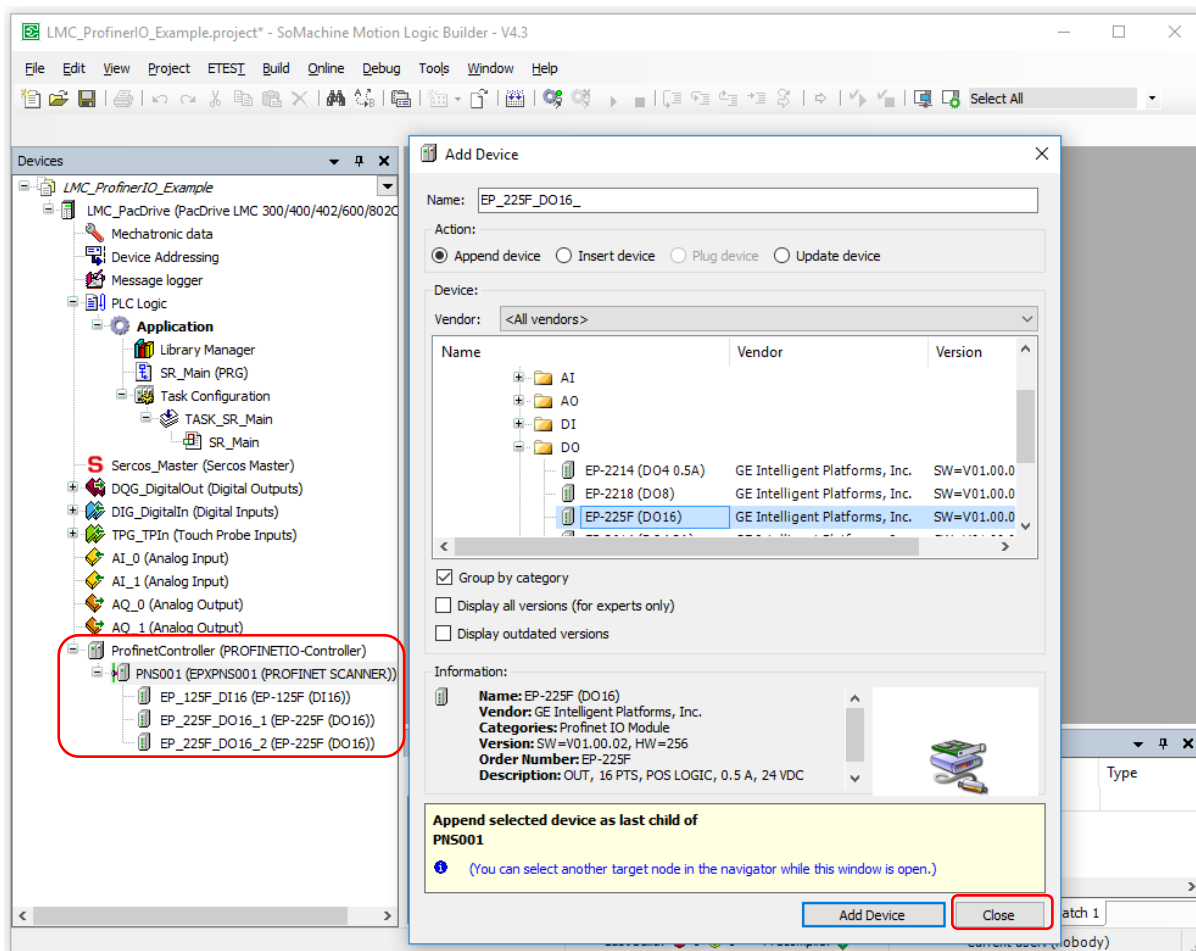 LMC_ProfinerIO_Example.project* - SoMachine Motion Logic Builder - V4.3
File Edit View Project ETEST Build Online Debug Tools Window Help
Select All
Devices
LMC_ProfinerIO_Example
LMC_PacDrive (PacDrive LMC 300/400/402/600/802C
Mechatronic data
Device Addressing
Message logger
PLC Logic
Application
Library Manager
SR_Main (PRG)
Task Configuration
TASK_SR_Main
SR_Main
Sercos_Master (Sercos Master)
DQG_DigitalOut (Digital Outputs)
DIG_DigitalIn (Digital Inputs)
TPG_TPIn (Touch Probe Inputs)
AI_0 (Analog Input)
AI_1 (Analog Input)
AQ_0 (Analog Output)
AQ_1 (Analog Output)
ProfinetController (PROFINETIO-Controller)
PNS001 (EPXPNS001 (PROFINET SCANNER))
EP_125F_DI16 (EP-125F (DI16))
EP_225F_DO16_1 (EP-225F (DO16))
EP_225F_DO16_2 (EP-225F (DO16))
Add Device
Name: EP_225F_DO16_
Action:
Append device Insert device Plug device Update device
Device:
Vendor: <All vendors>
Name Vendor Version
AI
AO
DI
DO
EP-2214 (DO4 0.5A) GE Intelligent Platforms, Inc. SW=V01.00.0
EP-2218 (DO8) GE Intelligent Platforms, Inc. SW=V01.00.0
EP-225F (DO16) GE Intelligent Platforms, Inc. SW=V01.00.0
Group by category
Display all versions (for experts only)
Display outdated versions
Information:
Name: EP-225F (DO16)
Vendor: GE Intelligent Platforms, Inc.
Categories: Profinet IO Module
Version: SW=V01.00.02, HW=256
Order Number: EP-225F
Description: OUT, 16 PTS, POS LOGIC, 0.5 A, 24 VDC
Append selected device as last child of
PNS001
(You can select another target node in the navigator while this window is open.)
Add Device Close
Type
atch 1